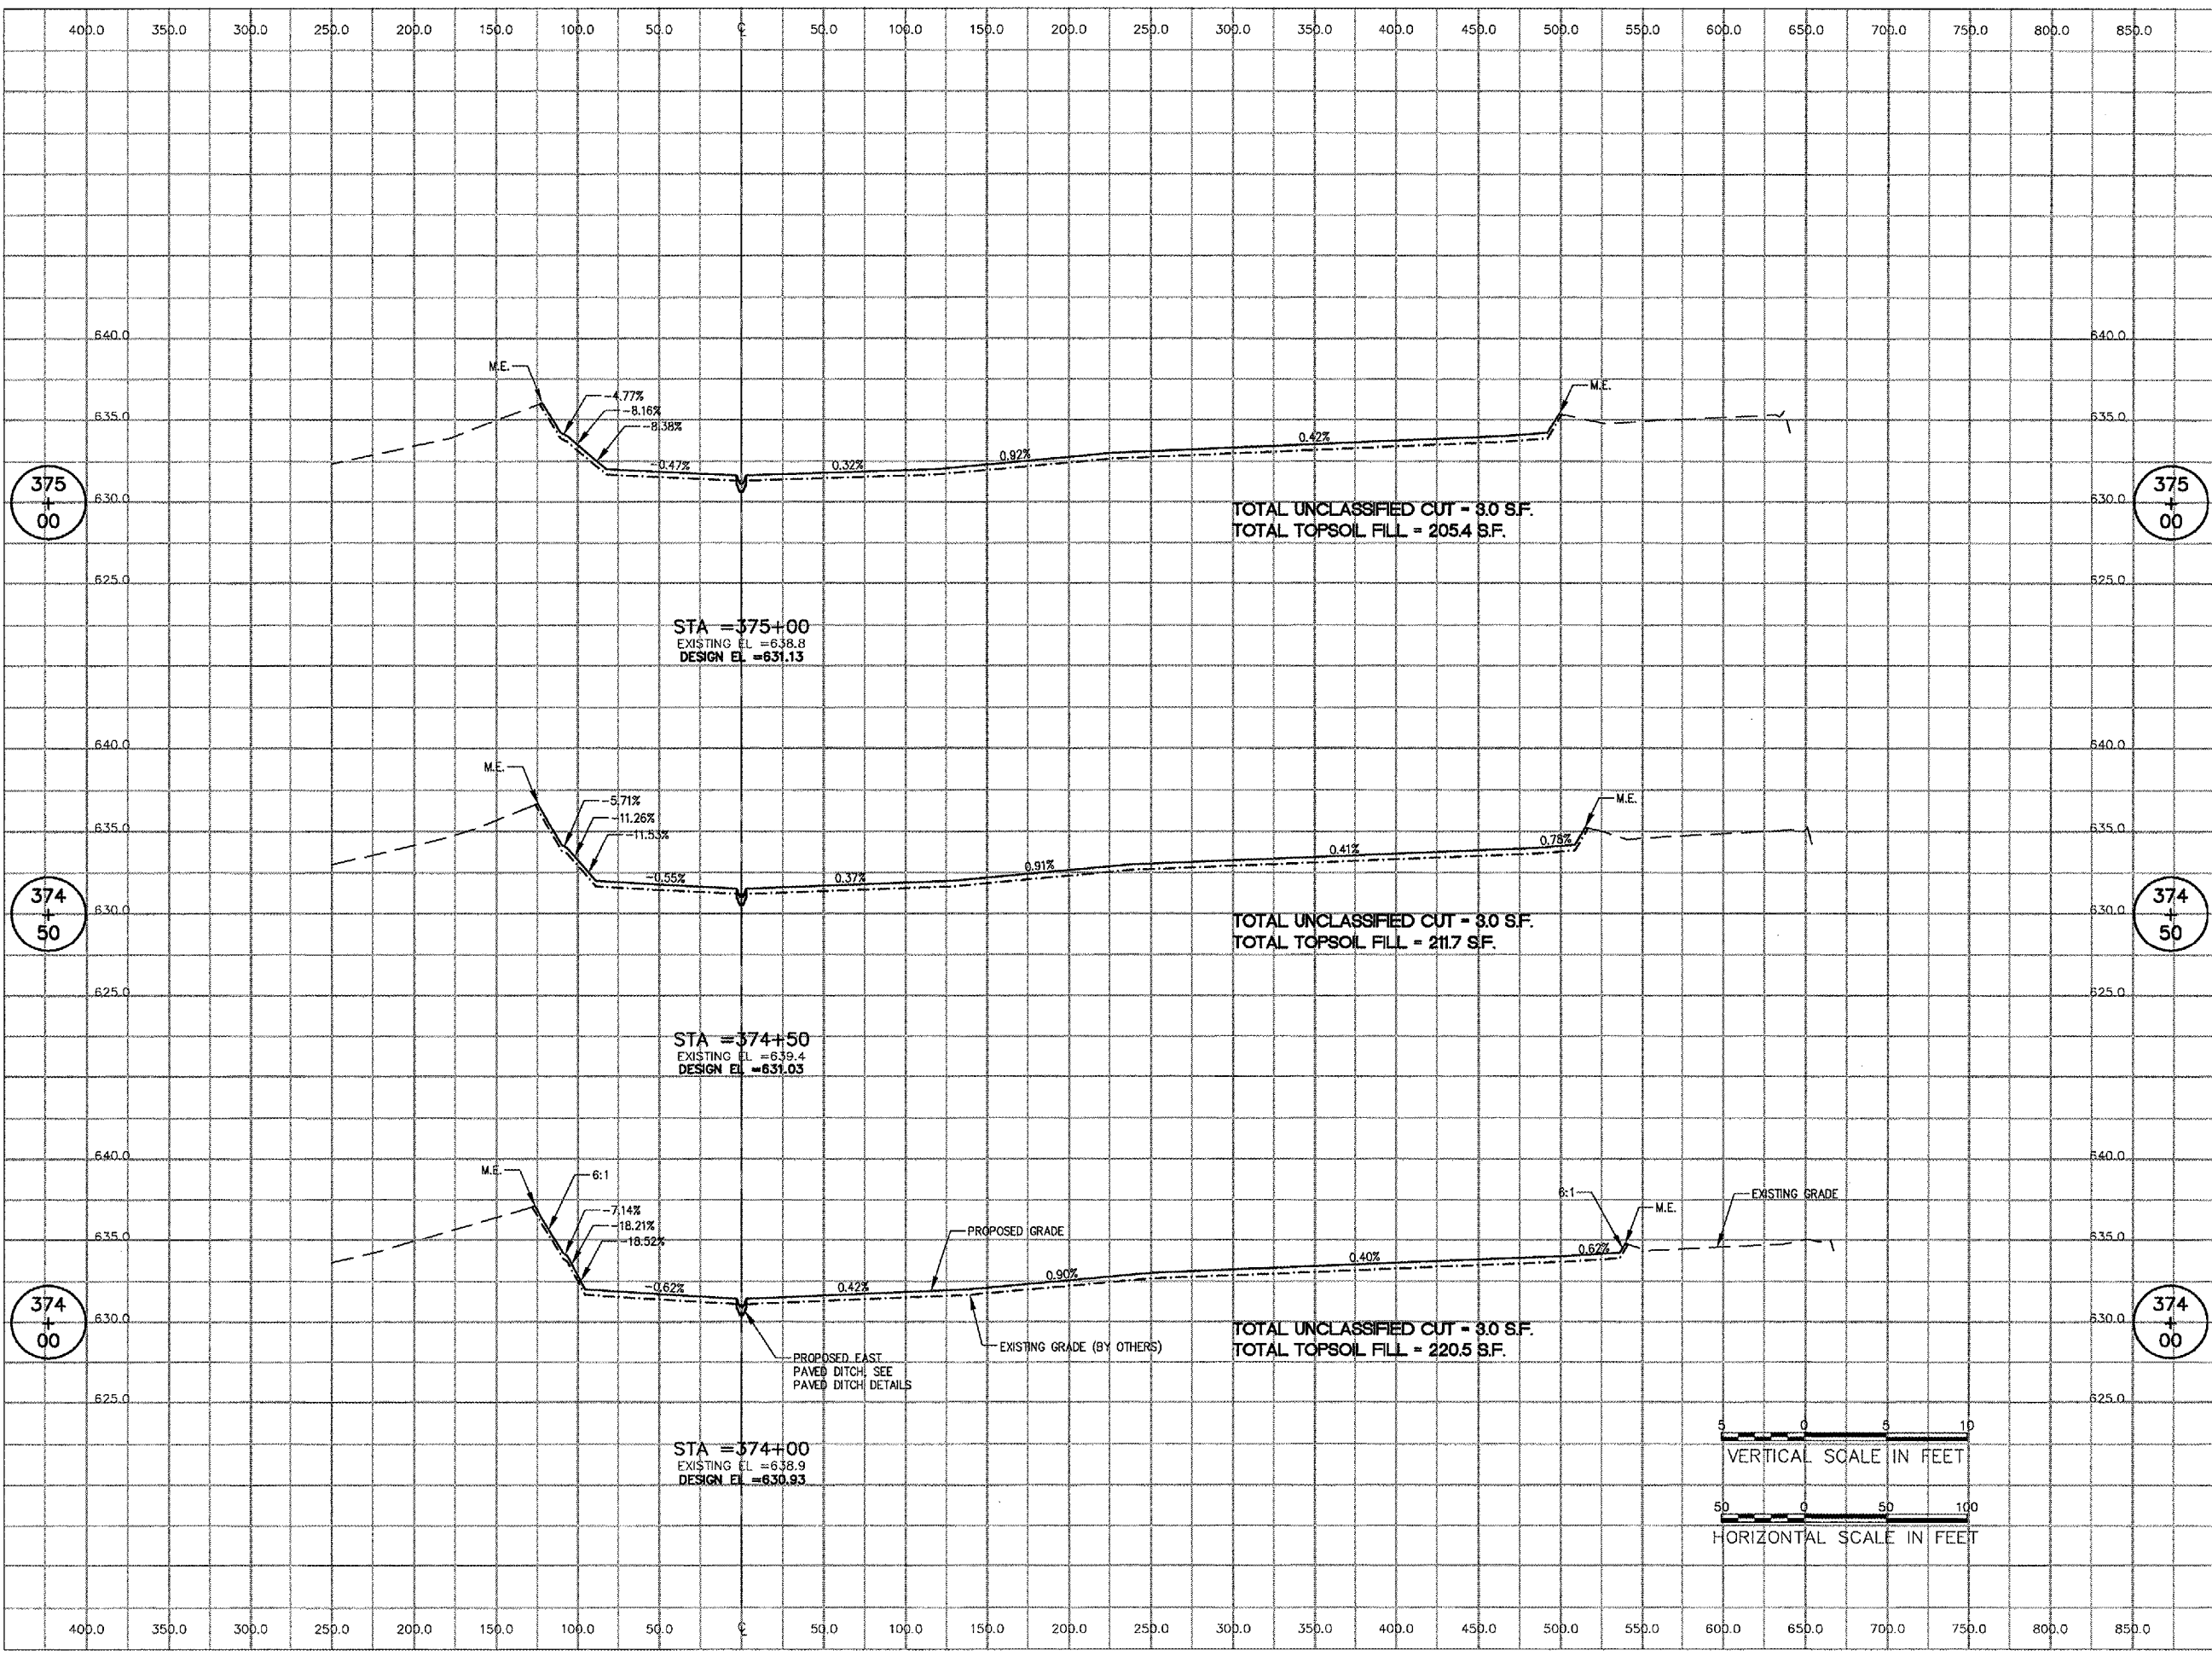 400.0 350.0 300.0 250.0 200.0 150.0 100.0 50.0 ℄ 50.0 100.0 150.0 200.0 250.0 300.0 350.0 400.0 450.0 500.0 550.0 600.0 650.0 700.0 750.0 800.0 850.0
640.0 640.0
M.E.
M.E.
-4.77%
-8.16%
-8.38%
635.0 635.0
-0.47% 0.32% 0.92% 0.42%
375
+
00
630.0 630.0
375
+
00
TOTAL UNCLASSIFIED CUT = 3.0 S.F.
TOTAL TOPSOIL FILL = 205.4 S.F.
625.0 625.0
STA =375+00
EXISTING EL =638.8
DESIGN EL =631.13
640.0 640.0
M.E.
M.E.
-5.71%
-11.26%
-11.53%
635.0 635.0
-0.55% 0.37% 0.91% 0.41% 0.78%
374
+
50
630.0 630.0
374
+
50
TOTAL UNCLASSIFIED CUT = 3.0 S.F.
TOTAL TOPSOIL FILL = 211.7 S.F.
625.0 625.0
STA =374+50
EXISTING EL =639.4
DESIGN EL =631.03
640.0 640.0
M.E.
6:1
6:1
EXISTING GRADE
M.E.
-7.14%
-18.21%
-18.52%
PROPOSED GRADE
635.0 635.0
-0.62% 0.42% 0.90% 0.40% 0.62%
374
+
00
630.0 630.0
374
+
00
TOTAL UNCLASSIFIED CUT = 3.0 S.F.
TOTAL TOPSOIL FILL = 220.5 S.F.
EXISTING GRADE (BY OTHERS)
PROPOSED EAST
PAVED DITCH, SEE
PAVED DITCH DETAILS
625.0 625.0
STA =374+00
EXISTING EL =638.9
DESIGN EL =630.93
5 0 5 10
VERTICAL SCALE IN FEET
50 0 50 100
HORIZONTAL SCALE IN FEET
400.0 350.0 300.0 250.0 200.0 150.0 100.0 50.0 ℄ 50.0 100.0 150.0 200.0 250.0 300.0 350.0 400.0 450.0 500.0 550.0 600.0 650.0 700.0 750.0 800.0 850.0